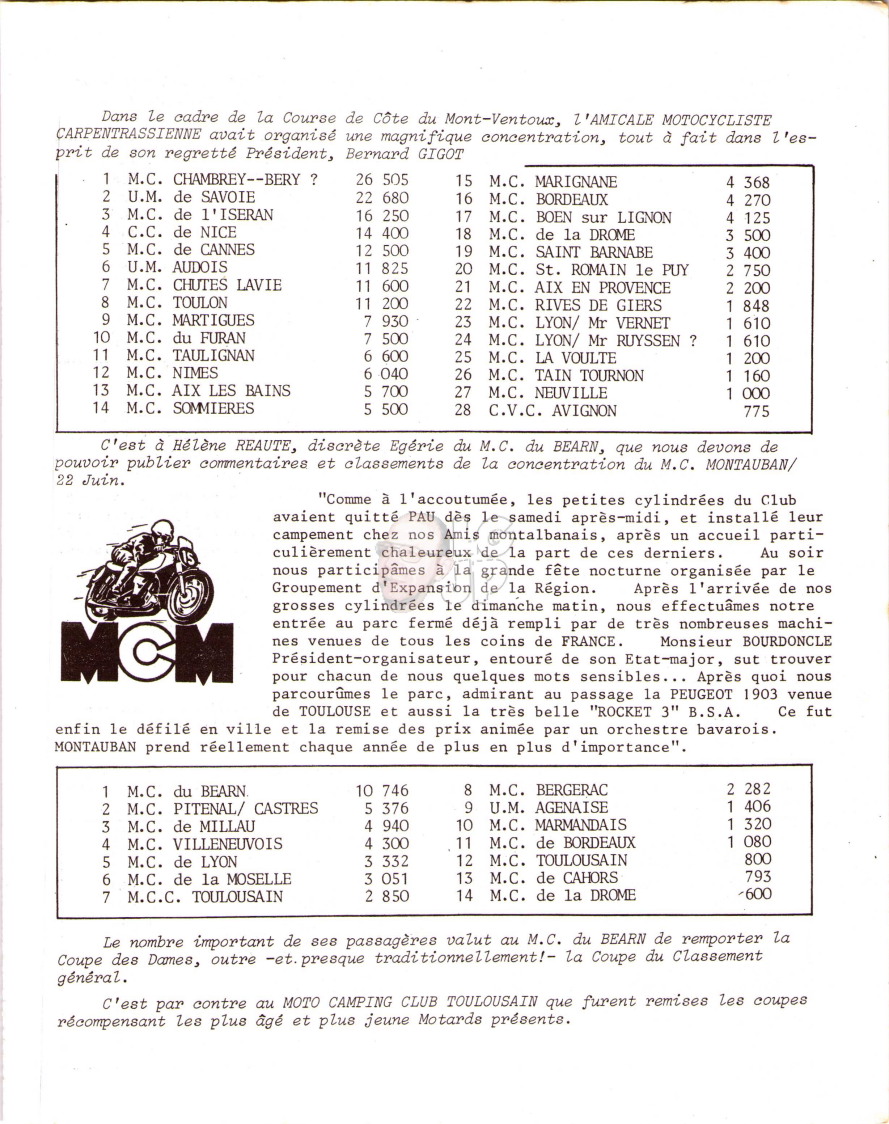 Dans le cadre de la Course de Côte du Mont-Ventoux, l'AMICALE MOTOCYCLISTE
CARPENTRASSIENNE avait organisé une magnifique concentration, tout à fait dans l'es-
prit de son regretté Président, Bernard GIGOT
1 M.C. CHAMBREY--BERY ? 26 505
2 U.M. de SAVOIE 22 680
3 M.C. de l'ISERAN 16 250
4 C.C. de NICE 14 400
5 M.C. de CANNES 12 500
6 U.M. AUDOIS 11 825
7 M.C. CHUTES LAVIE 11 600
8 M.C. TOULON 11 200
9 M.C. MARTIGUES 7 930
10 M.C. du FURAN 7 500
11 M.C. TAULIGNAN 6 600
12 M.C. NIMES 6 040
13 M.C. AIX LES BAINS 5 700
14 M.C. SOMMIERES 5 500
15 M.C. MARIGNANE 4 368
16 M.C. BORDEAUX 4 270
17 M.C. BOEN sur LIGNON 4 125
18 M.C. de la DROME 3 500
19 M.C. SAINT BARNABE 3 400
20 M.C. St. ROMAIN le PUY 2 750
21 M.C. AIX EN PROVENCE 2 200
22 M.C. RIVES DE GIERS 1 848
23 M.C. LYON/ Mr VERNET 1 610
24 M.C. LYON/ Mr RUYSSEN ? 1 610
25 M.C. LA VOULTE 1 200
26 M.C. TAIN TOURNON 1 160
27 M.C. NEUVILLE 1 000
28 C.V.C. AVIGNON 775
C'est à Hélène REAUTE, discrète Egérie du M.C. du BEARN, que nous devons de
pouvoir publier commentaires et classements de la concentration du M.C. MONTAUBAN/
22 Juin.
"Comme à l'accoutumée, les petites cylindrées du Club
avaient quitté PAU dès le samedi après-midi, et installé leur
campement chez nos Amis montalbanais, après un accueil parti-
culièrement chaleureux de la part de ces derniers. Au soir
nous participâmes à la grande fête nocturne organisée par le
Groupement d'Expansion de la Région. Après l'arrivée de nos
grosses cylindrées le dimanche matin, nous effectuâmes notre
entrée au parc fermé déjà rempli par de très nombreuses machi-
nes venues de tous les coins de FRANCE. Monsieur BOURDONCLE
Président-organisateur, entouré de son Etat-major, sut trouver
pour chacun de nous quelques mots sensibles... Après quoi nous
parcourûmes le parc, admirant au passage la PEUGEOT 1903 venue
de TOULOUSE et aussi la très belle "ROCKET 3" B.S.A. Ce fut
enfin le défilé en ville et la remise des prix animée par un orchestre bavarois.
MONTAUBAN prend réellement chaque année de plus en plus d'importance".
16
MCM
1 M.C. du BEARN 10 746
2 M.C. PITENAL/ CASTRES 5 376
3 M.C. de MILLAU 4 940
4 M.C. VILLENEUVOIS 4 300
5 M.C. de LYON 3 332
6 M.C. de la MOSELLE 3 051
7 M.C.C. TOULOUSAIN 2 850
8 M.C. BERGERAC 2 282
9 U.M. AGENAISE 1 406
10 M.C. MARMANDAIS 1 320
11 M.C. de BORDEAUX 1 080
12 M.C. TOULOUSAIN 800
13 M.C. de CAHORS 793
14 M.C. de la DROME 600
Le nombre important de ses passagères valut au M.C. du BEARN de remporter la
Coupe des Dames, outre -et.presque traditionnellement!- la Coupe du Classement
général.
C'est par contre au MOTO CAMPING CLUB TOULOUSAIN que furent remises les coupes
récompensant les plus âgé et plus jeune Motards présents.